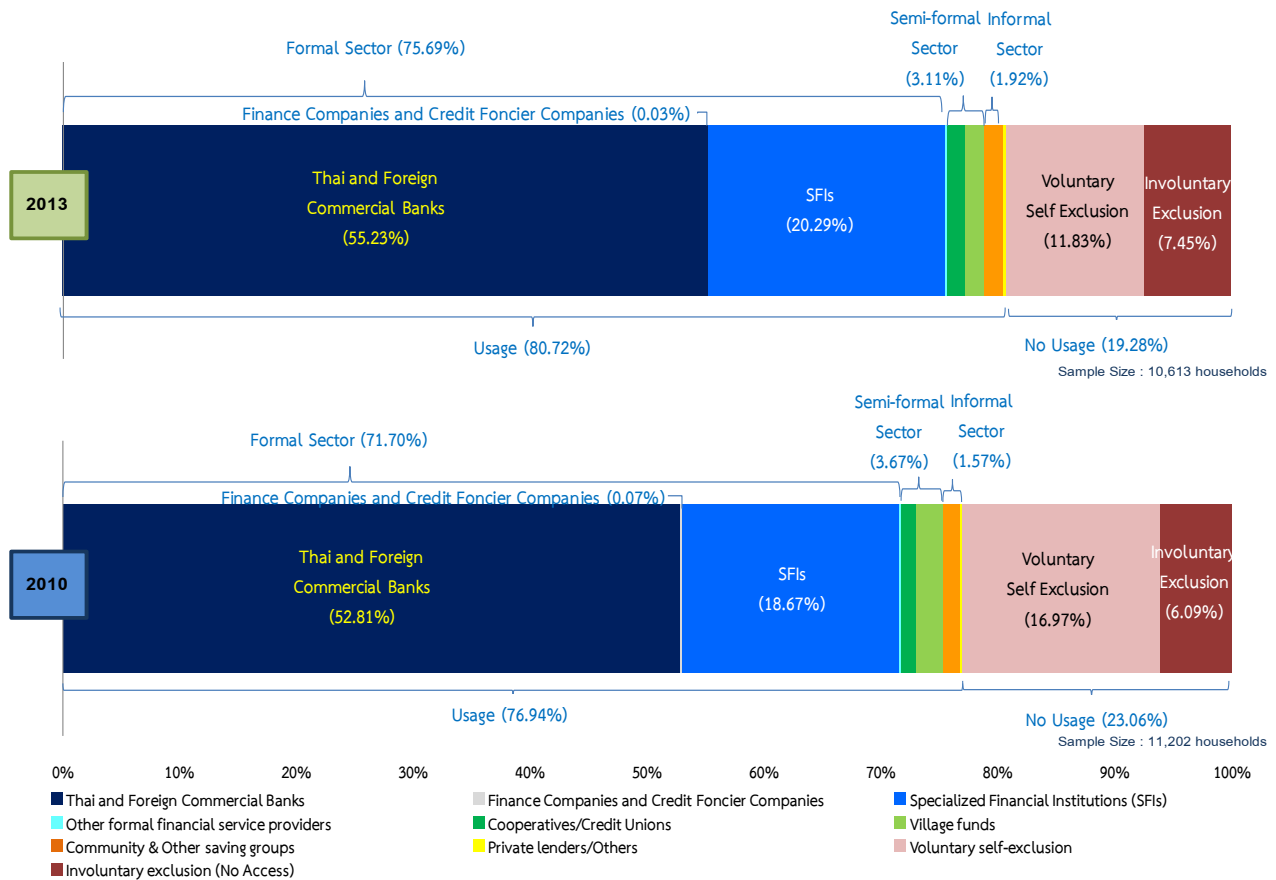 Semi-formal Informal
Sector Sector
(3.11%) (1.92%)
Formal Sector (75.69%)
Finance Companies and Credit Foncier Companies (0.03%)
2013
Thai and Foreign
Commercial Banks
(55.23%)
SFIs
(20.29%)
Voluntary
Self Exclusion
(11.83%)
Involuntary
Exclusion
(7.45%)
Usage (80.72%)
No Usage (19.28%)
Sample Size : 10,613 households
Semi-formal Informal
Sector Sector
(3.67%) (1.57%)
Formal Sector (71.70%)
Finance Companies and Credit Foncier Companies (0.07%)
2010
Thai and Foreign
Commercial Banks
(52.81%)
SFIs
(18.67%)
Voluntary
Self Exclusion
(16.97%)
Involuntary
Exclusion
(6.09%)
Usage (76.94%)
No Usage (23.06%)
Sample Size : 11,202 households
0% 10% 20% 30% 40% 50% 60% 70% 80% 90% 100%
Thai and Foreign Commercial Banks
Finance Companies and Credit Foncier Companies
Specialized Financial Institutions (SFIs)
Other formal financial service providers
Cooperatives/Credit Unions
Village funds
Community & Other saving groups
Private lenders/Others
Voluntary self-exclusion
Involuntary exclusion (No Access)